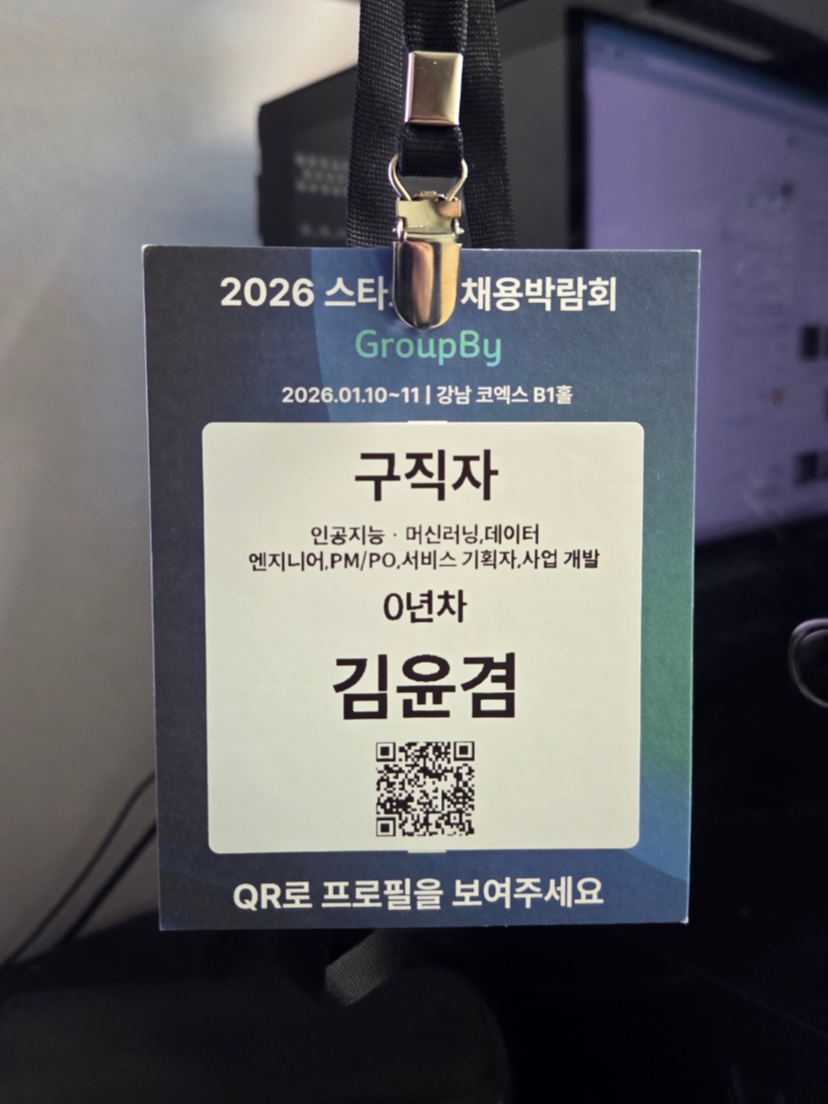 2026 스타 채용박람회
GroupBy
2026.01.10~11 | 강남 코엑스 B1홀
구직자
인공지능 · 머신러닝,데이터
엔지니어,PM/PO,서비스 기획자,사업 개발
0년차
김윤겸
QR로 프로필을 보여주세요